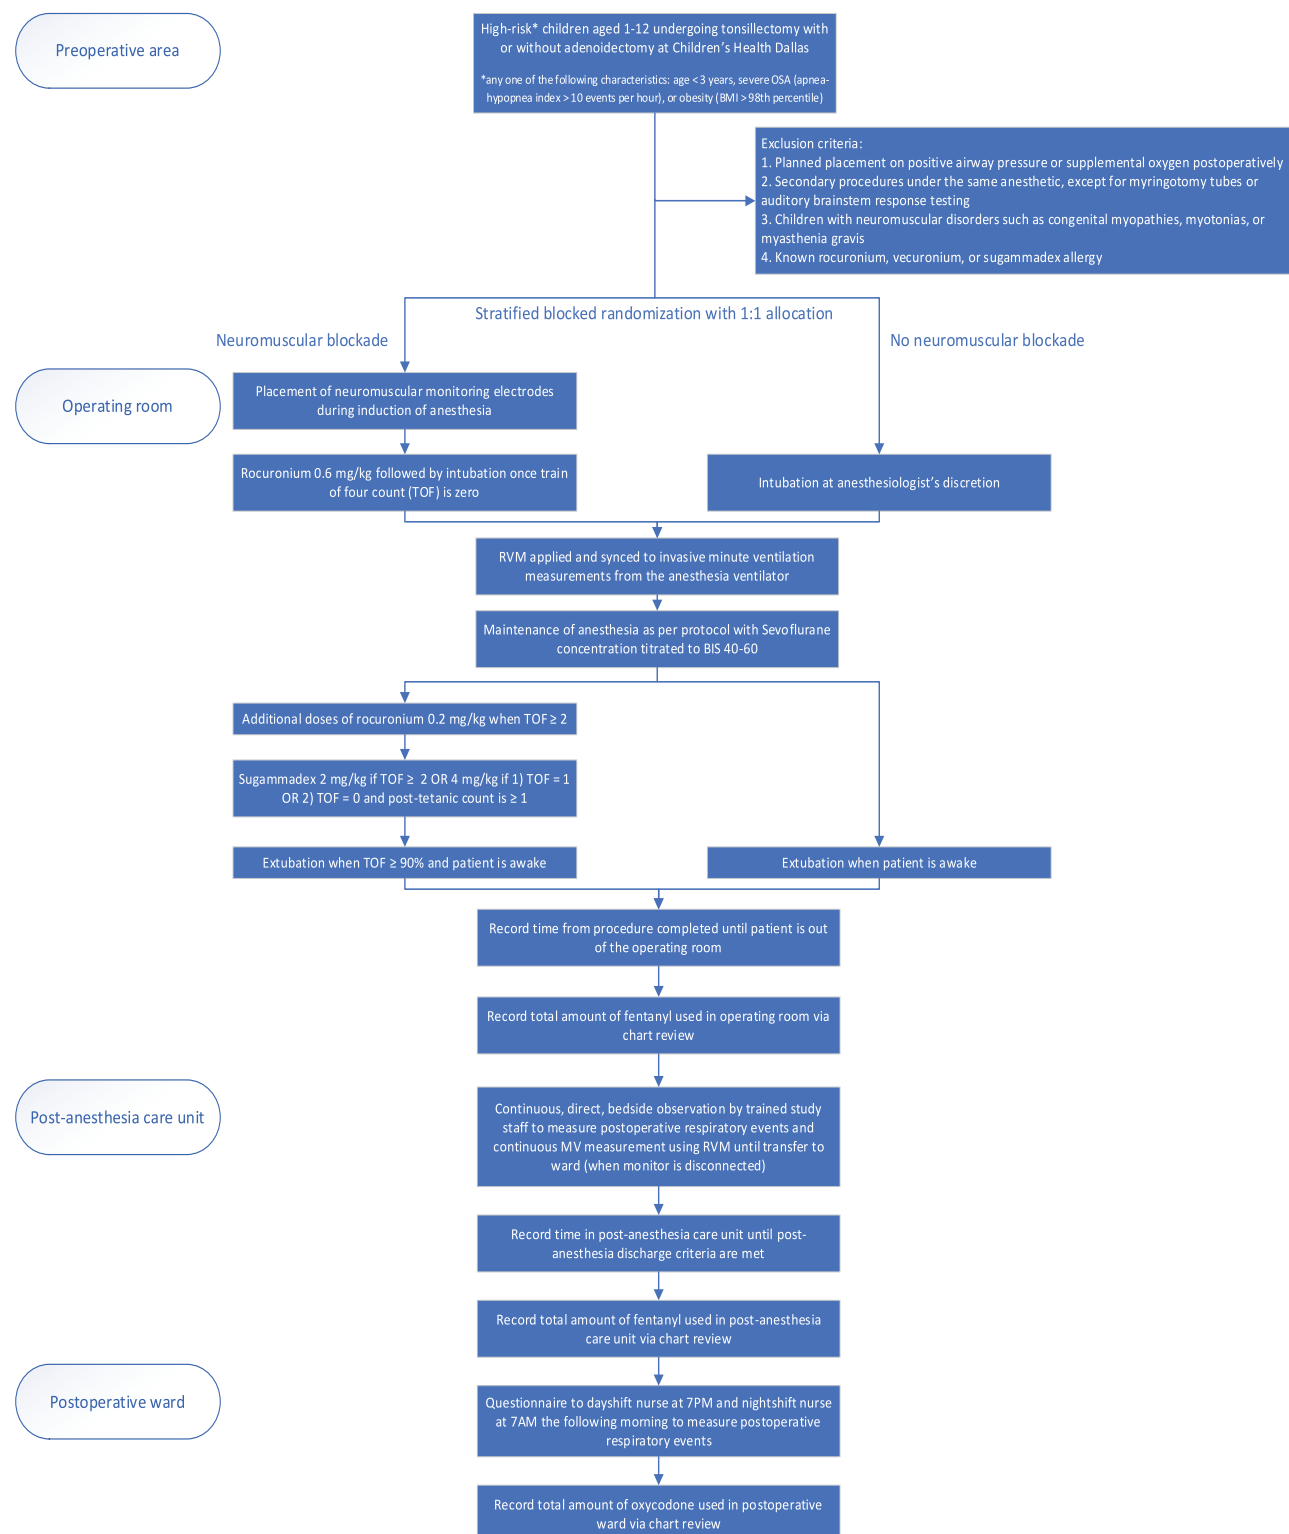 Preoperative area
High-risk* children aged 1-12 undergoing tonsillectomy with
or without adenoidectomy at Children's Health Dallas
*any one of the following characteristics: age < 3 years, severe OSA (apnea-
hypopnea index > 10 events per hour), or obesity (BMI > 98th percentile)
Exclusion criteria:
1. Planned placement on positive airway pressure or supplemental oxygen postoperatively
2. Secondary procedures under the same anesthetic, except for myringotomy tubes or
auditory brainstem response testing
3. Children with neuromuscular disorders such as congenital myopathies, myotonias, or
myasthenia gravis
4. Known rocuronium, vecuronium, or sugammadex allergy
Stratified blocked randomization with 1:1 allocation
Neuromuscular blockade
No neuromuscular blockade
Operating room
Placement of neuromuscular monitoring electrodes
during induction of anesthesia
Rocuronium 0.6 mg/kg followed by intubation once train
of four count (TOF) is zero
Intubation at anesthesiologist's discretion
RVM applied and synced to invasive minute ventilation
measurements from the anesthesia ventilator
Maintenance of anesthesia as per protocol with Sevoflurane
concentration titrated to BIS 40-60
Additional doses of rocuronium 0.2 mg/kg when TOF ≥ 2
Sugammadex 2 mg/kg if TOF ≥ 2 OR 4 mg/kg if 1) TOF = 1
OR 2) TOF = 0 and post-tetanic count is ≥ 1
Extubation when TOF ≥ 90% and patient is awake
Extubation when patient is awake
Record time from procedure completed until patient is out
of the operating room
Record total amount of fentanyl used in operating room via
chart review
Post-anesthesia care unit
Continuous, direct, bedside observation by trained study
staff to measure postoperative respiratory events and
continuous MV measurement using RVM until transfer to
ward (when monitor is disconnected)
Record time in post-anesthesia care unit until post-
anesthesia discharge criteria are met
Record total amount of fentanyl used in post-anesthesia
care unit via chart review
Postoperative ward
Questionnaire to dayshift nurse at 7PM and nightshift nurse
at 7AM the following morning to measure postoperative
respiratory events
Record total amount of oxycodone used in postoperative
ward via chart review